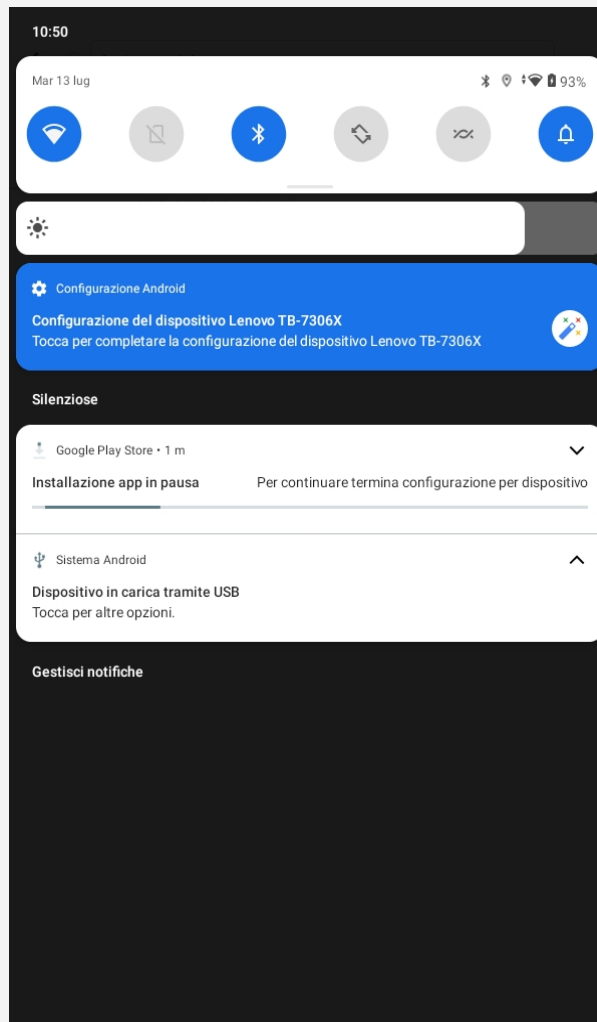 10:50
Mar 13 lug
93%
Configurazione Android
Configurazione del dispositivo Lenovo TB-7306X
Tocca per completare la configurazione del dispositivo Lenovo TB-7306X
Silenziose
Google Play Store • 1 m
Installazione app in pausa Per continuare termina configurazione per dispositivo
Sistema Android
Dispositivo in carica tramite USB
Tocca per altre opzioni.
Gestisci notifiche